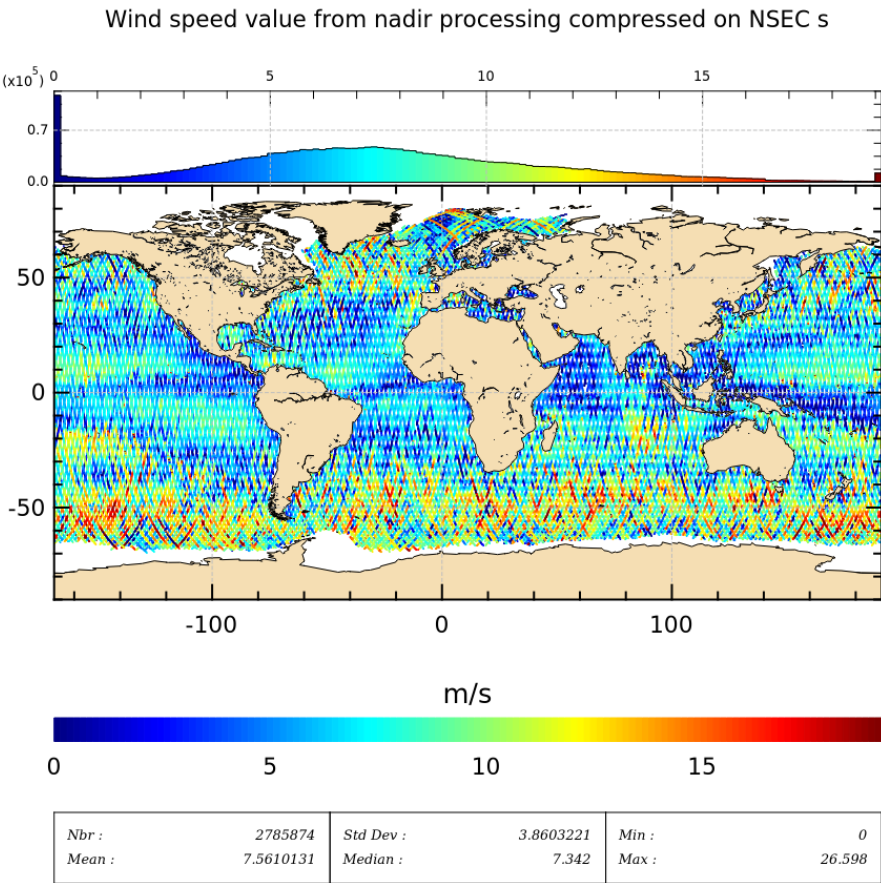 Wind speed value from nadir processing compressed on NSEC s
(x10^5) 0 5 10 15
0.7
0.0
50
0
-50
-100 0 100
m/s
0 5 10 15
Nbr : 2785874 Std Dev : 3.8603221 Min : 0
Mean : 7.5610131 Median : 7.342 Max : 26.598